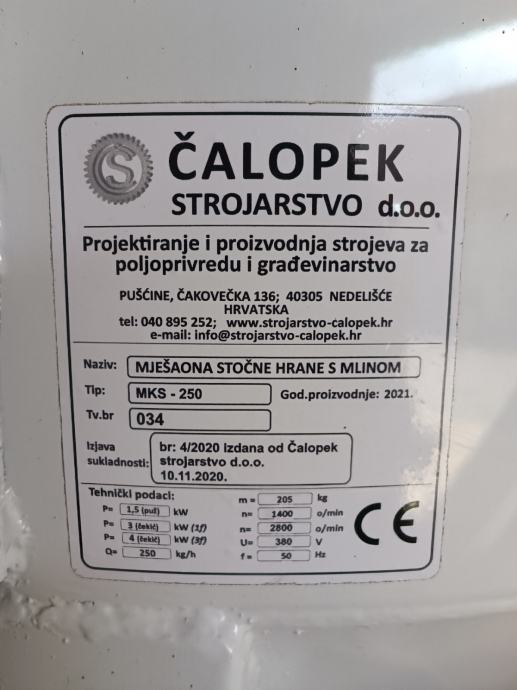 ČS
ČALOPEK
STROJARSTVO d.o.o.
Projektiranje i proizvodnja strojeva za
poljoprivredu i građevinarstvo
PUŠĆINE, ČAKOVEČKA 136; 40305 NEDELIŠĆE
HRVATSKA
tel: 040 895 252; www.strojarstvo-calopek.hr
e-mail: info@strojarstvo-calopek.hr
Naziv: MJEŠAONA STOČNE HRANE S MLINOM
Tip: MKS - 250 God.proizvodnje: 2021.
Tv.br 034
Izjava sukladnosti: br: 4/2020 Izdana od Čalopek
strojarstvo d.o.o.
10.11.2020.
Tehnički podaci:
P= 1,5 (puž) kW m = 205 kg
P= 3 (čekić) kW (1f) n= 1400 o/min
P= 4 (čekić) kW (3f) n= 2800 o/min
Q= 250 kg/h U= 380 V
f = 50 Hz
CE